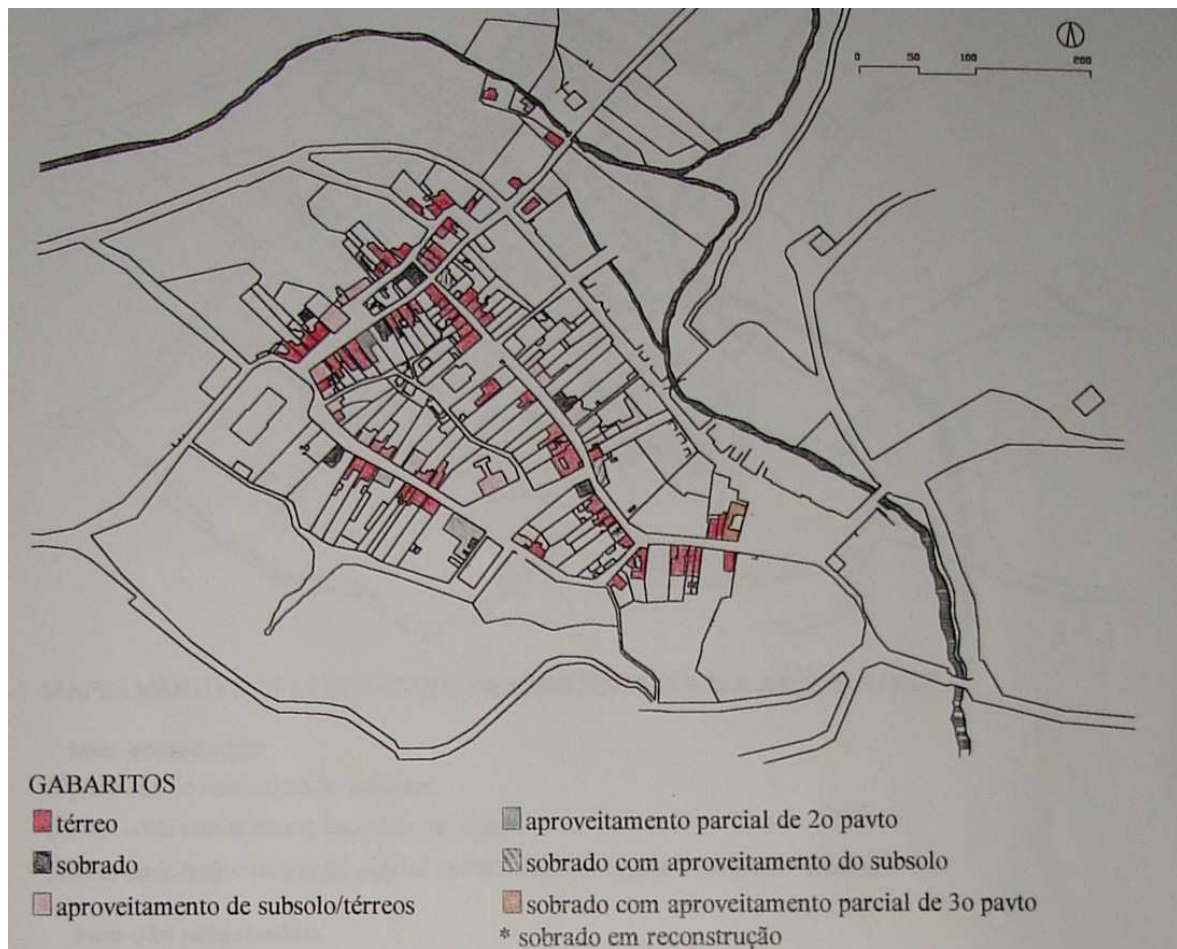 0 50 100 200
GABARITOS
térreo
sobrado
aproveitamento de subsolo/térreos
aproveitamento parcial de 2o pavto
sobrado com aproveitamento do subsolo
sobrado com aproveitamento parcial de 3o pavto
* sobrado em reconstrução